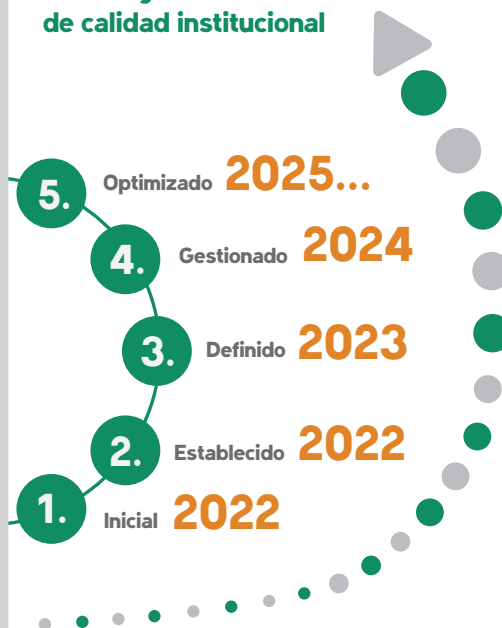 de calidad institucional
5. Optimizado 2025...
4. Gestionado 2024
3. Definido 2023
2. Establecido 2022
1. Inicial 2022